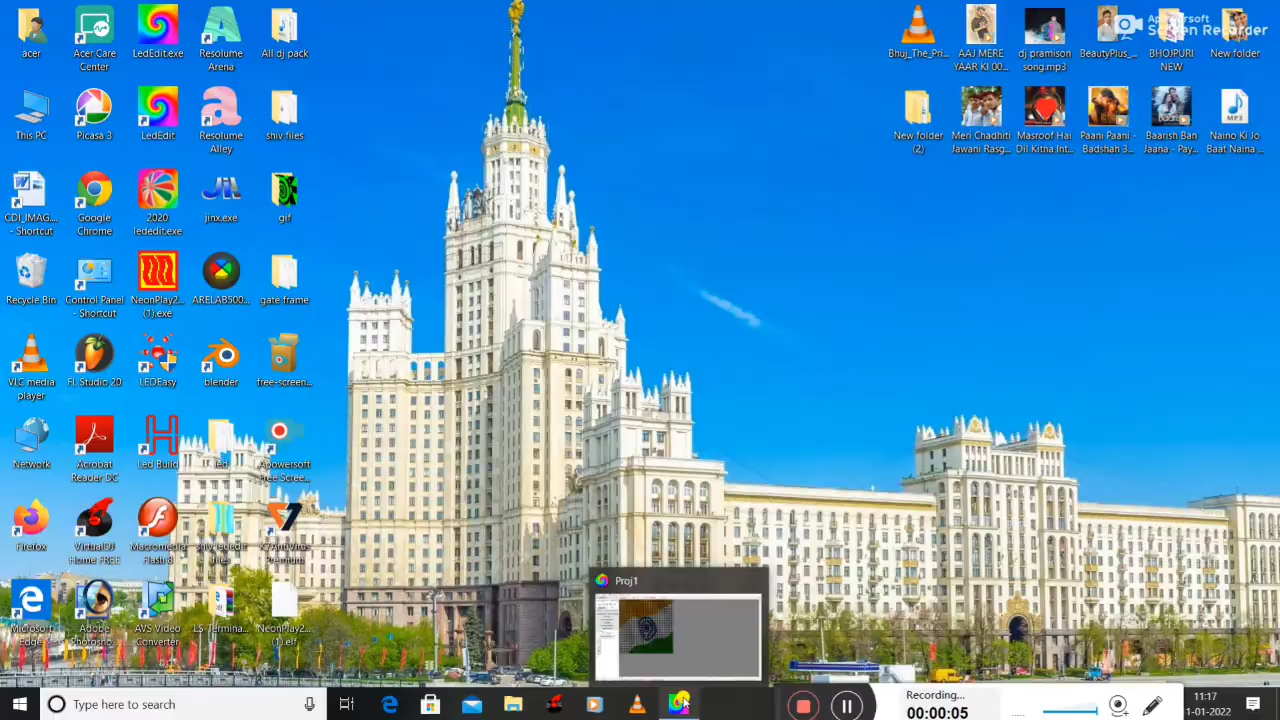 acer
Acer Care
Center
LedEdit.exe
Resolume
Arena
All dj pack
This PC
Picasa 3
LedEdit
Resolume
Alley
shiv files
CDI_IMAG...
- Shortcut
Google
Chrome
2020
lededit.exe
jinx.exe
gif
Recycle Bin
Control Panel
- Shortcut
NeonPlay2...
(1).exe
ARELAB500...
gate frame
VLC media
player
FL Studio 20
LEDEasy
blender
free-screen...
Network
Acrobat
Reader DC
Led Build
led
Apowersoft
Free Scree...
Firefox
VirtualDJ
Home FREE
Macromedia
Flash 8
shiv lededit
files
K7AntiVirus
Premium
Microsoft
Edge
Adobe
Photosho...
AVS Video
Converter
LS-Termina...
NeonPlay2...
(1).elf
Bhuj_The_Pri...
AAJ MERE
YAAR KI 00...
dj pramison
song.mp3
BeautyPlus_...
BHOJPURI
NEW
New folder
Apowersoft
Screen Recorder
New folder
(2)
Meri Chadhiti
Jawani Rasg...
Masroof Hai
Dil Kitna Int...
Paani Paani -
Badshah 3...
Baarish Ban
Jaana - Pay...
MP3
Naino Ki Jo
Baat Naina ...
Proj1
Type here to search
Recording...
00:00:05
11:17
1-01-2022